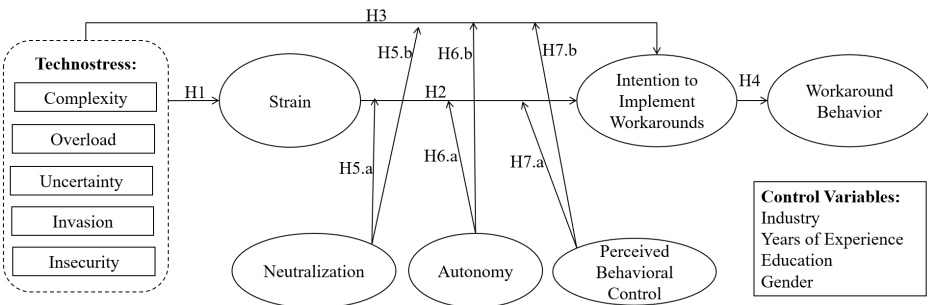 H3
Technostress:
Complexity
Overload
Uncertainty
Invasion
Insecurity
H1
Strain
H2
H5.b
H6.b
H7.b
H5.a
H6.a
H7.a
Intention to
Implement
Workarounds
H4
Workaround
Behavior
Neutralization
Autonomy
Perceived
Behavioral
Control
Control Variables:
Industry
Years of Experience
Education
Gender